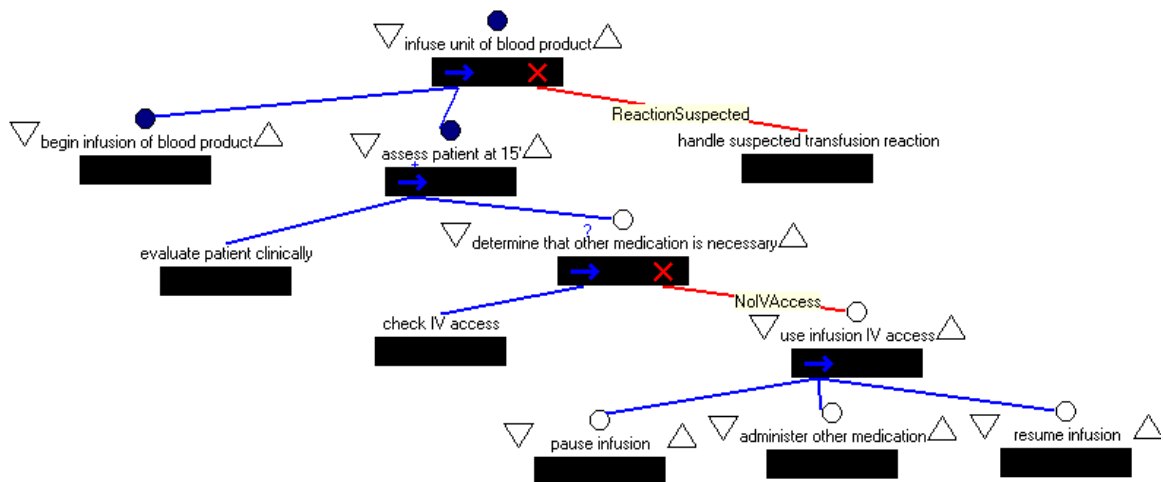 infuse unit of blood product
ReactionSuspected
begin infusion of blood product
assess patient at 15'
handle suspected transfusion reaction
+
?
evaluate patient clinically
determine that other medication is necessary
NoIVAccess
check IV access
use infusion IV access
pause infusion
administer other medication
resume infusion